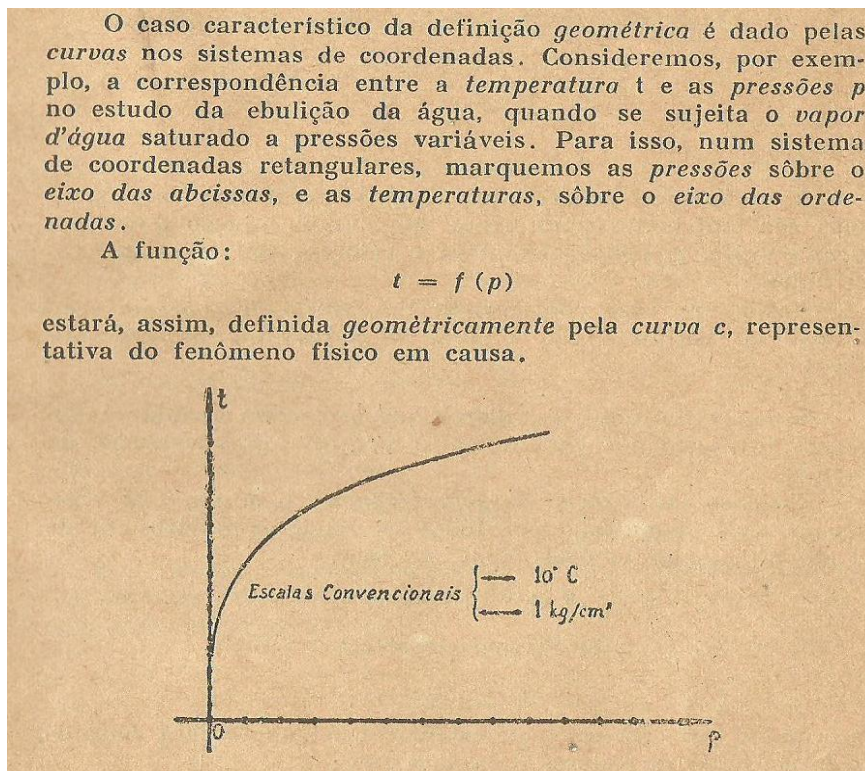 O caso característico da definição geométrica é dado pelas
curvas nos sistemas de coordenadas. Consideremos, por exem-
plo, a correspondência entre a temperatura t e as pressões p
no estudo da ebulição da água, quando se sujeita o vapor
d'água saturado a pressões variáveis. Para isso, num sistema
de coordenadas retangulares, marquemos as pressões sôbre o
eixo das abcissas, e as temperaturas, sôbre o eixo das orde-
nadas.
A função:
t = f (p)
estará, assim, definida geomètricamente pela curva c, represen-
tativa do fenômeno físico em causa.
t
Escalas Convencionais
10° C
1 kg/cm²
O
p